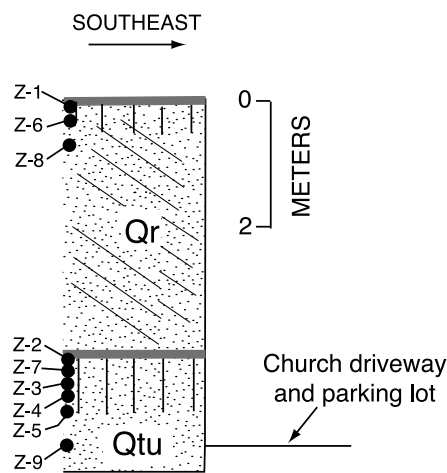 SOUTHEAST
Z-1
Z-6
Z-8
0
METERS
2
Qr
Z-2
Z-7
Z-3
Z-4
Z-5
Z-9
Qtu
Church driveway
and parking lot